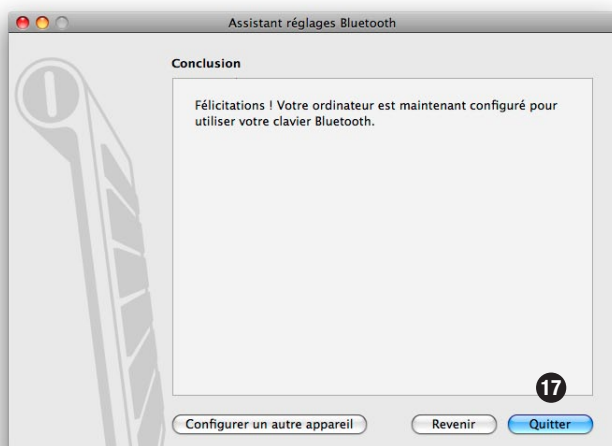 Assistant réglages Bluetooth
Conclusion
Félicitations ! Votre ordinateur est maintenant configuré pour
utiliser votre clavier Bluetooth.
17
Configurer un autre appareil Revenir Quitter